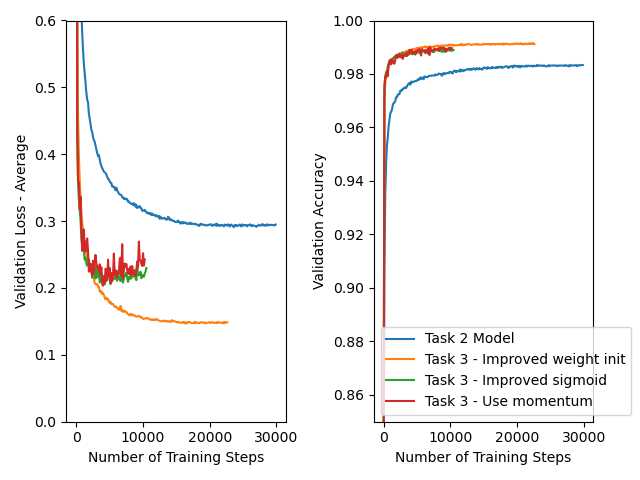 0.6
0.5
0.4
0.3
0.2
0.1
0.0
Validation Loss - Average
0
10000
20000
30000
Number of Training Steps
1.00
0.98
0.96
0.94
0.92
0.90
0.88
0.86
Validation Accuracy
0
10000
20000
30000
Number of Training Steps
Task 2 Model
Task 3 - Improved weight init
Task 3 - Improved sigmoid
Task 3 - Use momentum